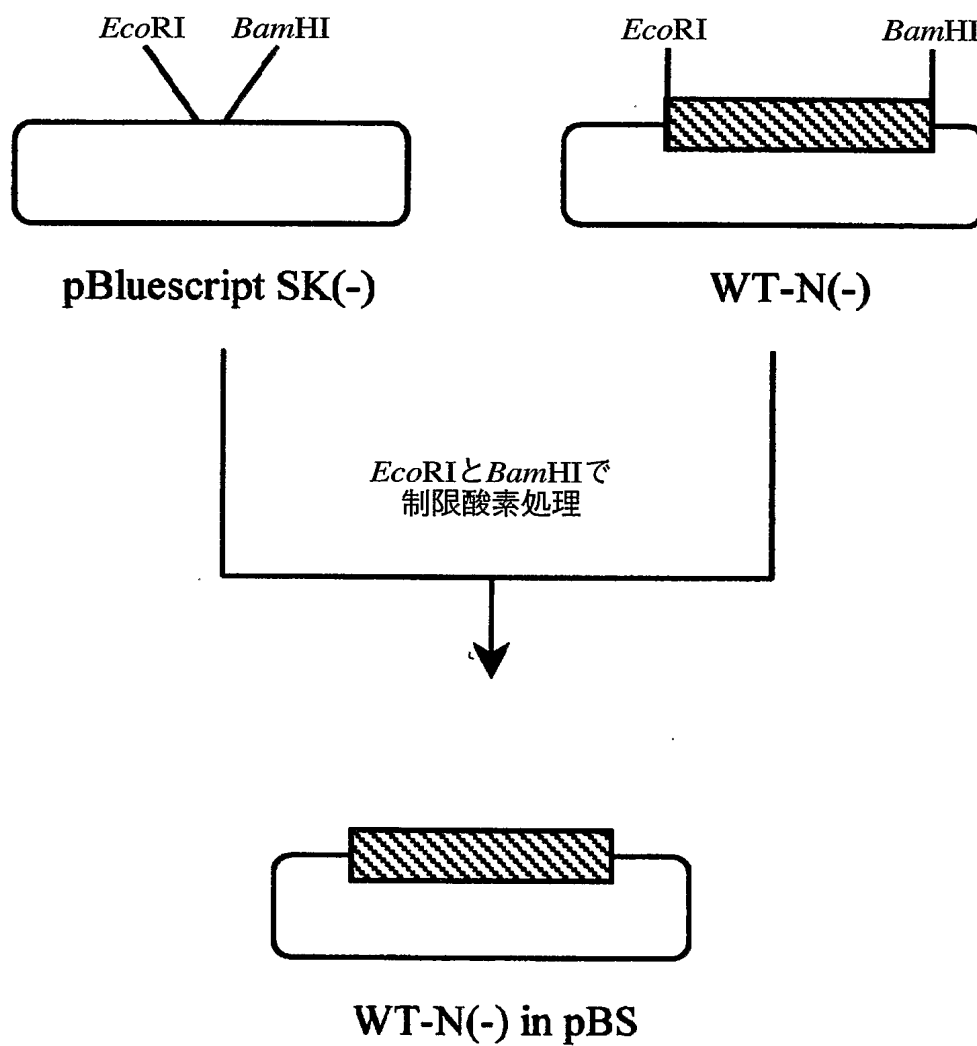 EcoRI BamHI
EcoRI BamHI
pBluescript SK(-)
WT-N(-)
EcoRIとBamHIで
制限酸素処理
WT-N(-) in pBS